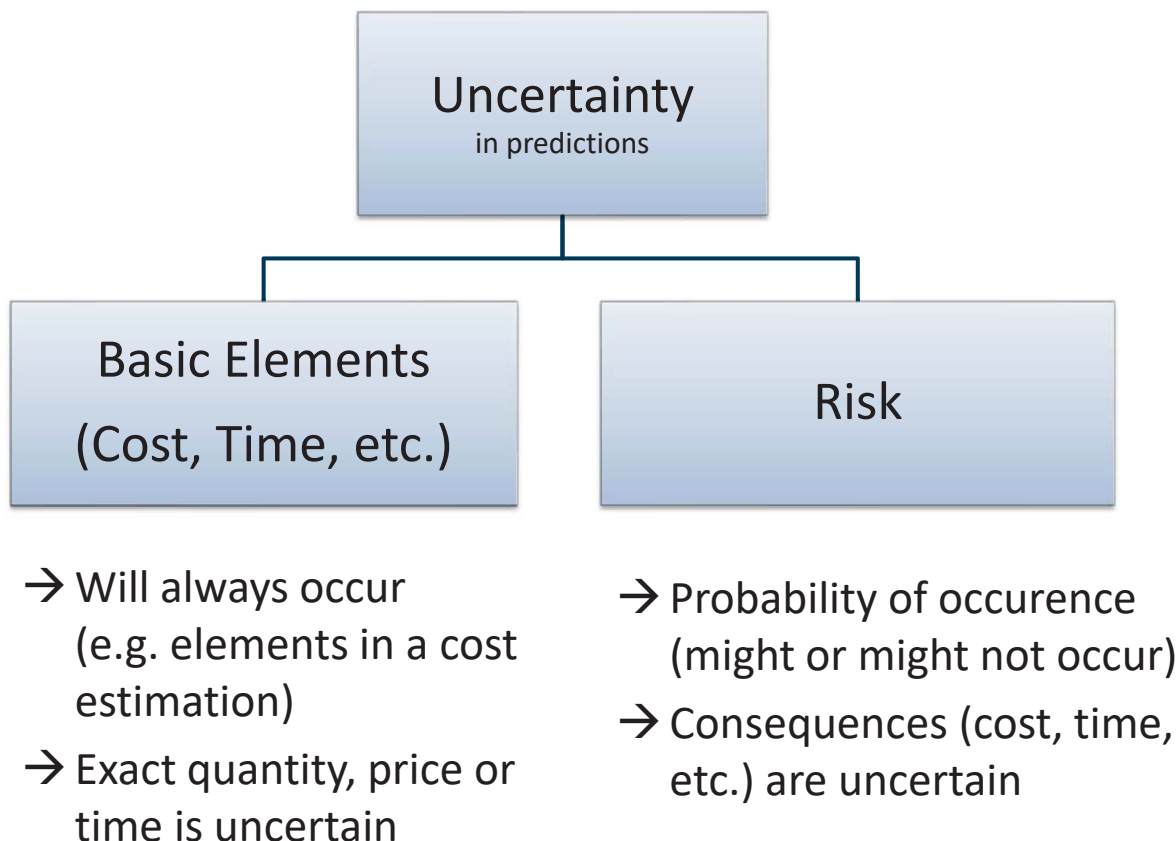 Uncertainty
in predictions
Basic Elements
(Cost, Time, etc.)
Risk
→ Will always occur
(e.g. elements in a cost
estimation)
→ Exact quantity, price or
time is uncertain
→ Probability of occurence
(might or might not occur)
→ Consequences (cost, time,
etc.) are uncertain